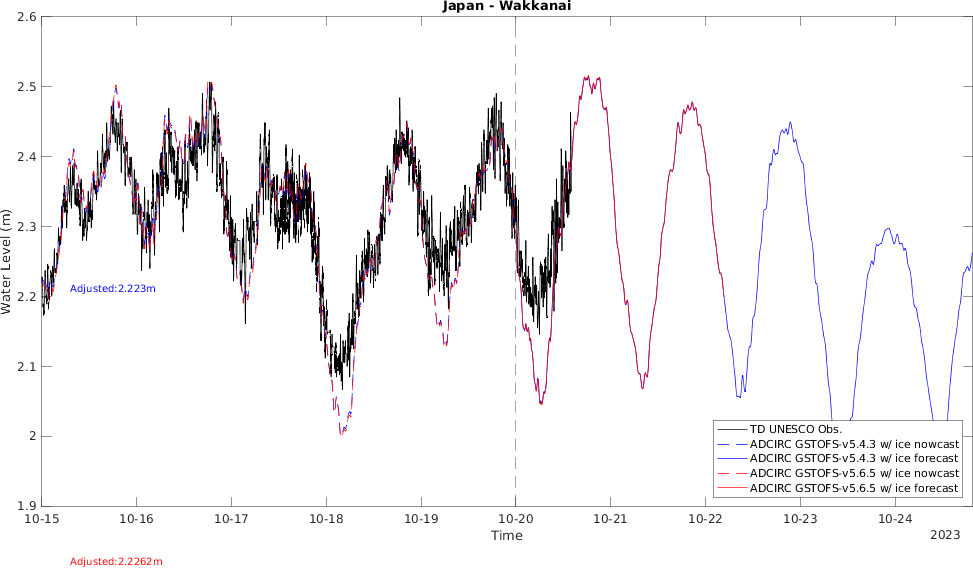 Japan - Wakkanai
2.6
2.5
2.4
2.3
2.2
2.1
2
1.9
Water Level (m)
Adjusted:2.223m
TD UNESCO Obs.
ADCIRC GSTOFS-v5.4.3 w/ ice nowcast
ADCIRC GSTOFS-v5.4.3 w/ ice forecast
ADCIRC GSTOFS-v5.6.5 w/ ice nowcast
ADCIRC GSTOFS-v5.6.5 w/ ice forecast
10-15 10-16 10-17 10-18 10-19 10-20 10-21 10-22 10-23 10-24
Time
2023
Adjusted:2.2262m